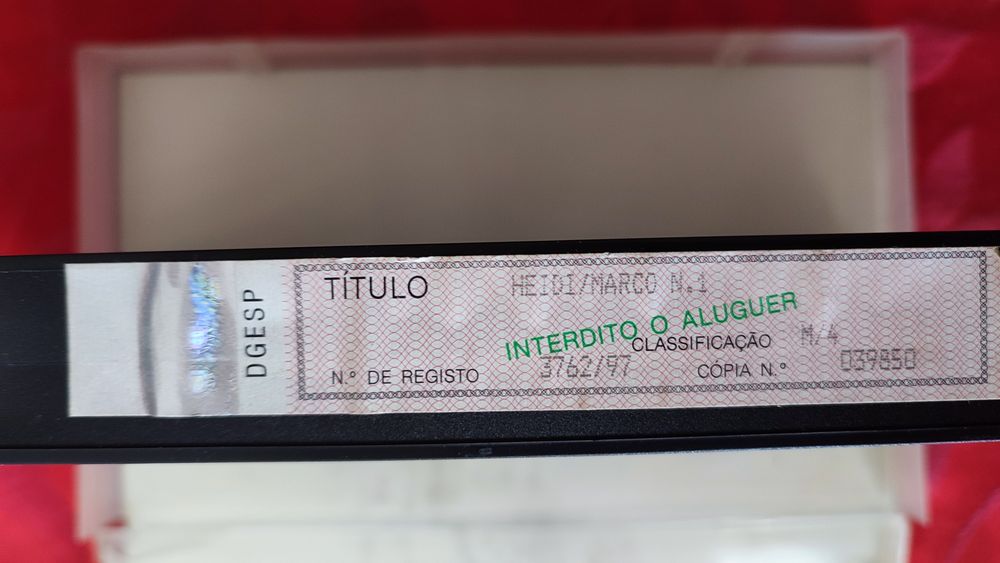 DGESP
TÍTULO HEIDI/MARCO N.1
INTERDITO O ALUGUER
CLASSIFICAÇÃO M/4
N.º DE REGISTO 3762/97 CÓPIA N.º 039850